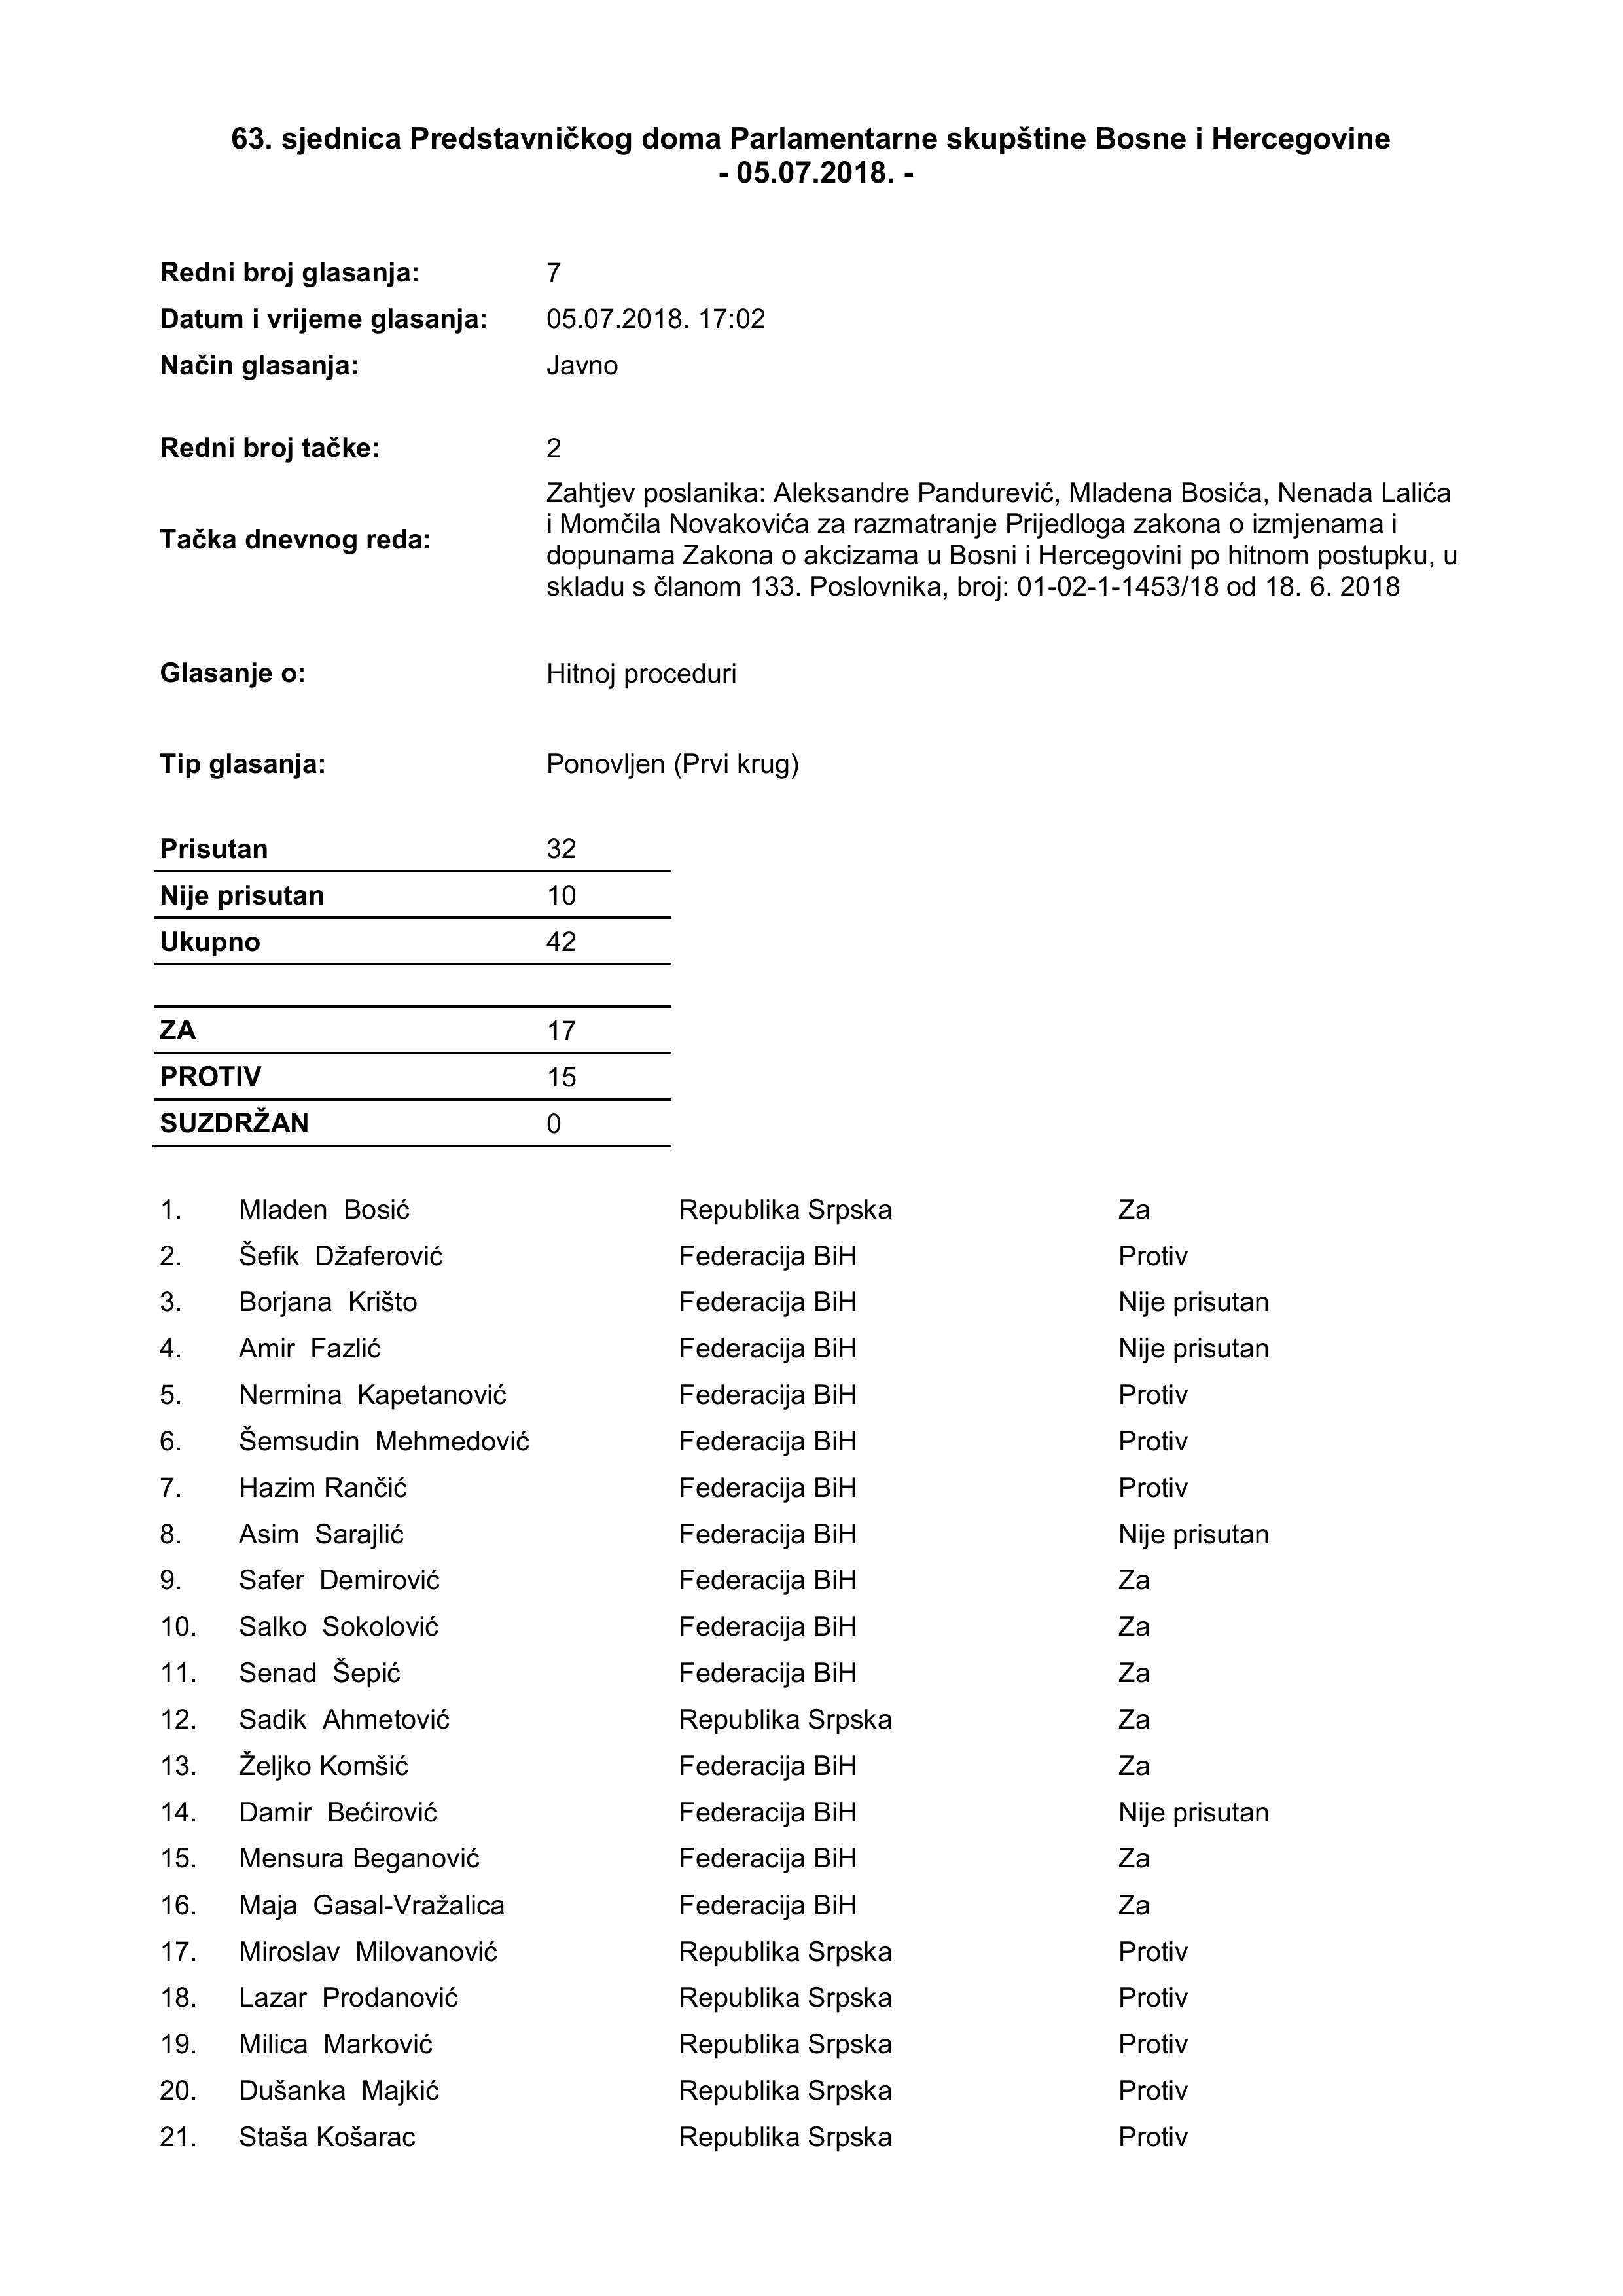 63. sjednica Predstavničkog doma Parlamentarne skupštine Bosne i Hercegovine
- 05.07.2018. -
Redni broj glasanja: 7
Datum i vrijeme glasanja: 05.07.2018. 17:02
Način glasanja: Javno
Redni broj tačke: 2
Tačka dnevnog reda: Zahtjev poslanika: Aleksandre Pandurević, Mladena Bosića, Nenada Lalića
i Momčila Novakovića za razmatranje Prijedloga zakona o izmjenama i
dopunama Zakona o akcizama u Bosni i Hercegovini po hitnom postupku, u
skladu s članom 133. Poslovnika, broj: 01-02-1-1453/18 od 18. 6. 2018
Glasanje o: Hitnoj proceduri
Tip glasanja: Ponovljen (Prvi krug)
Prisutan 32
Nije prisutan 10
Ukupno 42
ZA 17
PROTIV 15
SUZDRŽAN 0
1. Mladen Bosić Republika Srpska Za
2. Šefik Džaferović Federacija BiH Protiv
3. Borjana Krišto Federacija BiH Nije prisutan
4. Amir Fazlić Federacija BiH Nije prisutan
5. Nermina Kapetanović Federacija BiH Protiv
6. Šemsudin Mehmedović Federacija BiH Protiv
7. Hazim Rančić Federacija BiH Protiv
8. Asim Sarajlić Federacija BiH Nije prisutan
9. Safer Demirović Federacija BiH Za
10. Salko Sokolović Federacija BiH Za
11. Senad Šepić Federacija BiH Za
12. Sadik Ahmetović Republika Srpska Za
13. Željko Komšić Federacija BiH Za
14. Damir Bećirović Federacija BiH Nije prisutan
15. Mensura Beganović Federacija BiH Za
16. Maja Gasal-Vražalica Federacija BiH Za
17. Miroslav Milovanović Republika Srpska Protiv
18. Lazar Prodanović Republika Srpska Protiv
19. Milica Marković Republika Srpska Protiv
20. Dušanka Majkić Republika Srpska Protiv
21. Staša Košarac Republika Srpska Protiv